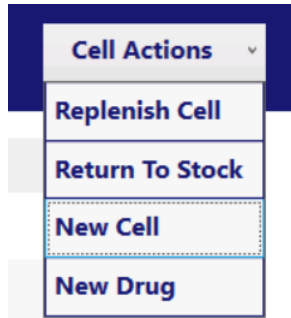 Cell Actions
Replenish Cell
Return To Stock
New Cell
New Drug